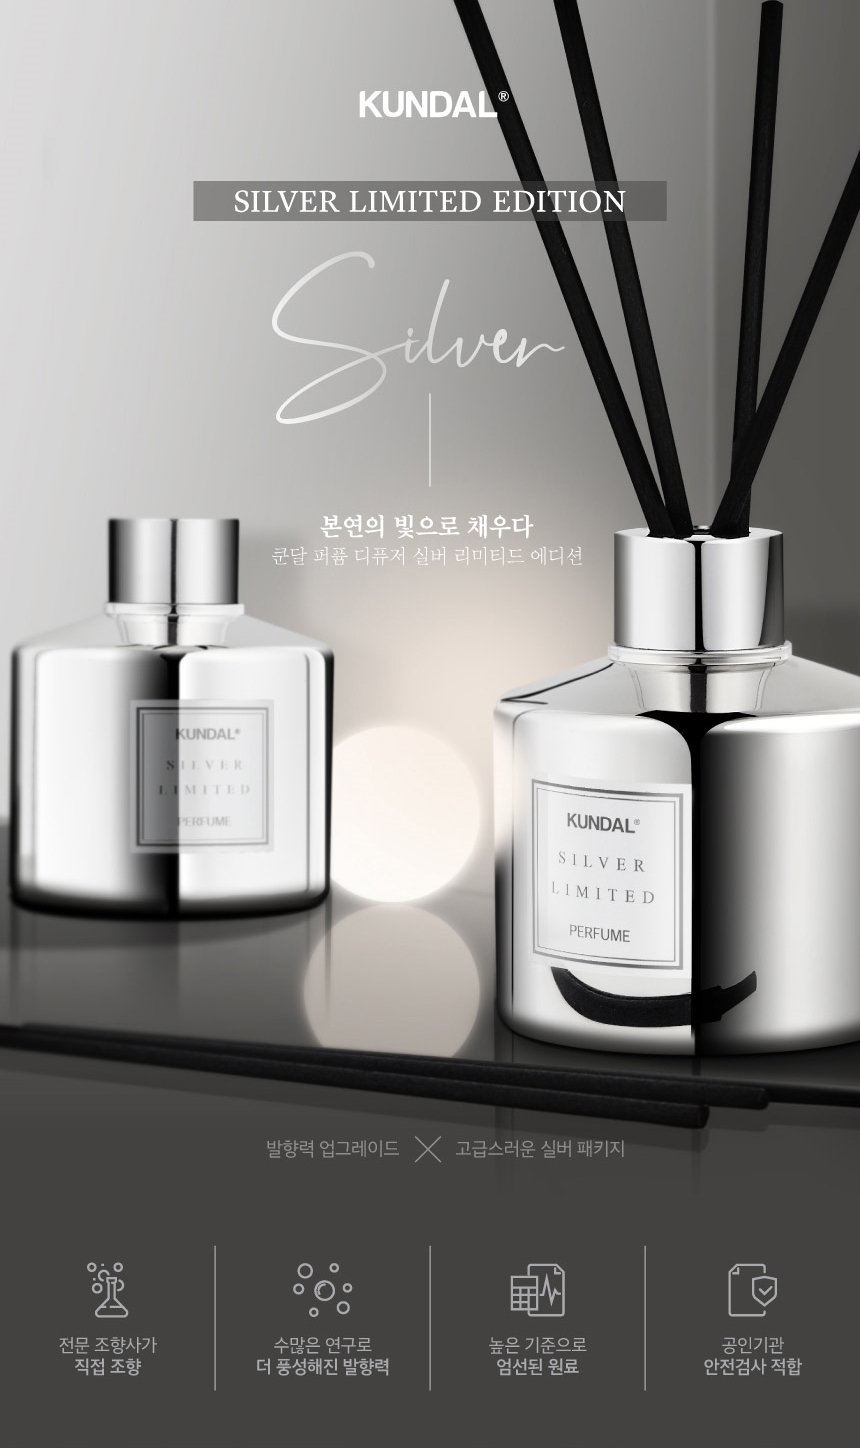 KUNDAL®
SILVER LIMITED EDITION
Silver
본연의 빛으로 채우다
쿤달 퍼퓸 디퓨저 실버 리미티드 에디션
KUNDAL®
SILVER
LIMITED
PERFUME
KUNDAL®
SILVER
LIMITED
PERFUME
발향력 업그레이드 X 고급스러운 실버 패키지
전문 조향사가
직접 조향
수많은 연구로
더 풍성해진 발향력
높은 기준으로
엄선된 원료
공인기관
안전검사 적합